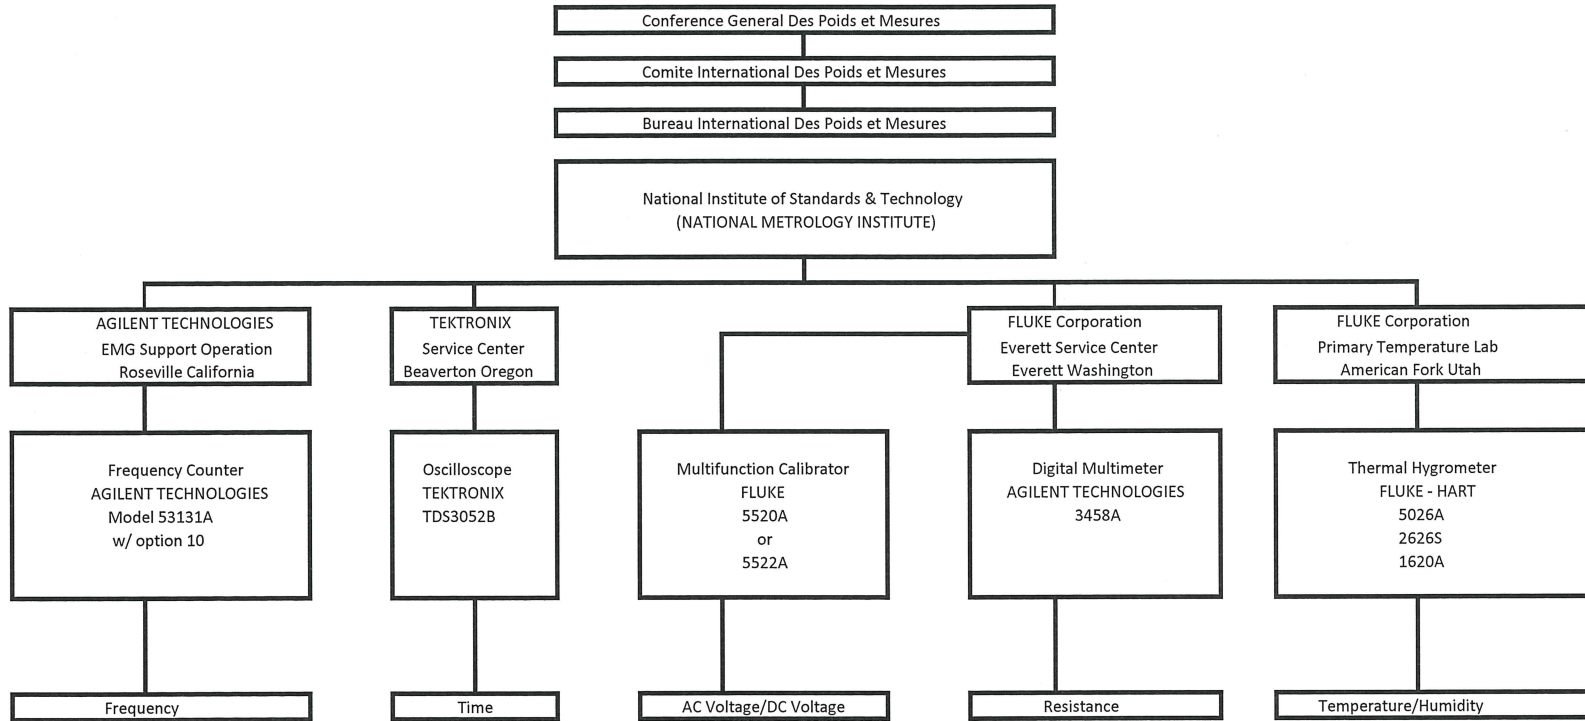 Conference General Des Poids et Mesures
Comite International Des Poids et Mesures
Bureau International Des Poids et Mesures
National Institute of Standards & Technology
(NATIONAL METROLOGY INSTITUTE)
AGILENT TECHNOLOGIES
EMG Support Operation
Roseville California
TEKTRONIX
Service Center
Beaverton Oregon
FLUKE Corporation
Everett Service Center
Everett Washington
FLUKE Corporation
Primary Temperature Lab
American Fork Utah
Frequency Counter
AGILENT TECHNOLOGIES
Model 53131A
w/ option 10
Oscilloscope
TEKTRONIX
TDS3052B
Multifunction Calibrator
FLUKE
5520A
or
5522A
Digital Multimeter
AGILENT TECHNOLOGIES
3458A
Thermal Hygrometer
FLUKE - HART
5026A
2626S
1620A
Frequency
Time
AC Voltage/DC Voltage
Resistance
Temperature/Humidity